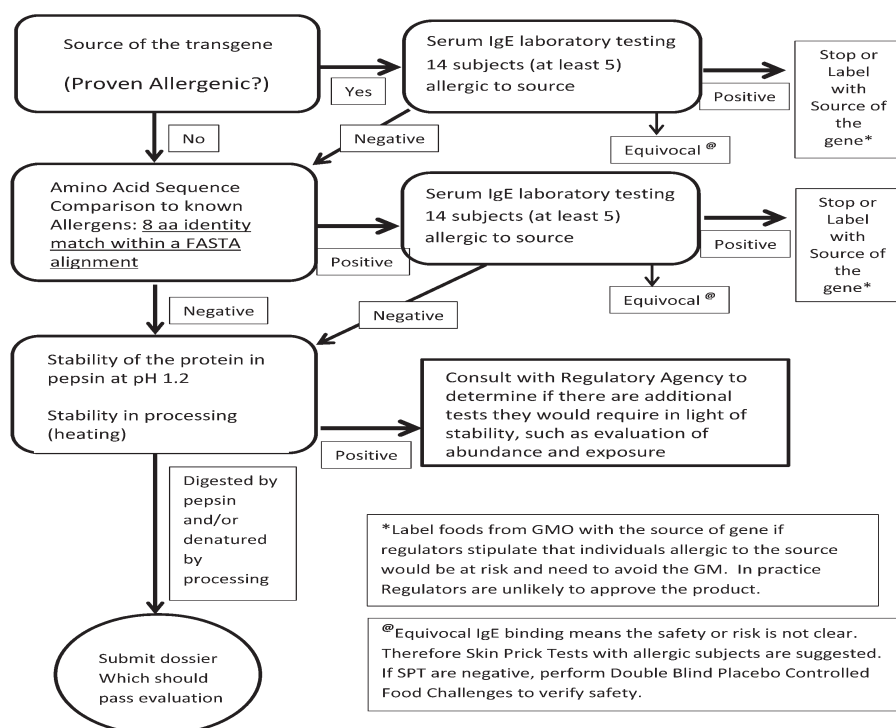 Source of the transgene
(Proven Allergenic?)
Yes
Serum IgE laboratory testing
14 subjects (at least 5)
allergic to source
Positive
Stop or
Label
with
Source of
the
gene*
No
Negative
Equivocal @
Amino Acid Sequence
Comparison to known
Allergens: 8 aa identity
match within a FASTA
alignment
Positive
Serum IgE laboratory testing
14 subjects (at least 5)
allergic to source
Positive
Stop or
Label
with
Source of
the
gene*
Negative
Negative
Equivocal @
Stability of the protein in
pepsin at pH 1.2
Stability in processing
(heating)
Positive
Consult with Regulatory Agency to
determine if there are additional
tests they would require in light of
stability, such as evaluation of
abundance and exposure
Digested by
pepsin
and/or
denatured
by
processing
*Label foods from GMO with the source of gene if
regulators stipulate that individuals allergic to the source
would be at risk and need to avoid the GM. In practice
Regulators are unlikely to approve the product.
@Equivocal IgE binding means the safety or risk is not clear.
Therefore Skin Prick Tests with allergic subjects are suggested.
If SPT are negative, perform Double Blind Placebo Controlled
Food Challenges to verify safety.
Submit dossier
Which should
pass evaluation